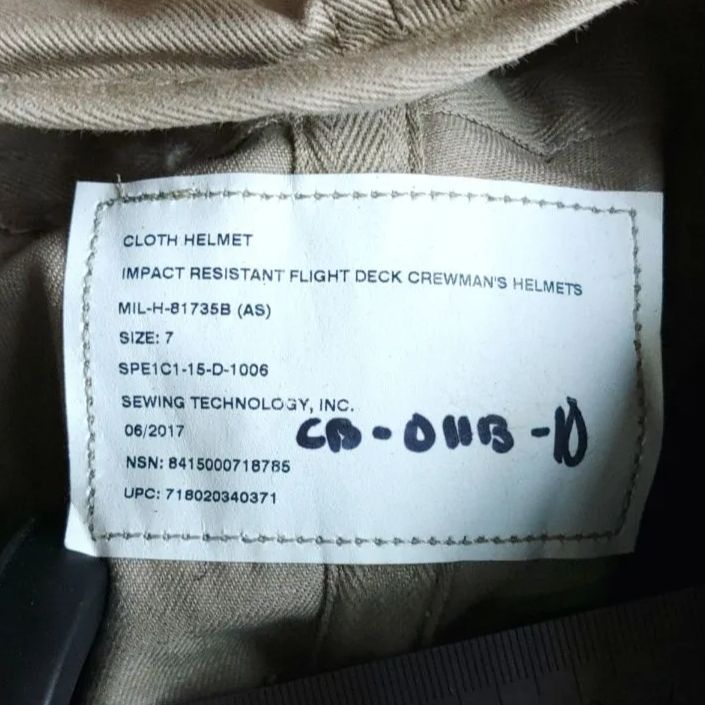 CLOTH HELMET
IMPACT RESISTANT FLIGHT DECK CREWMAN'S HELMETS
MIL-H-81735B (AS)
SIZE: 7
SPE1C1-15-D-1006
SEWING TECHNOLOGY, INC.
06/2017
CB-011B-10
NSN: 8415000718785
UPC: 718020340371